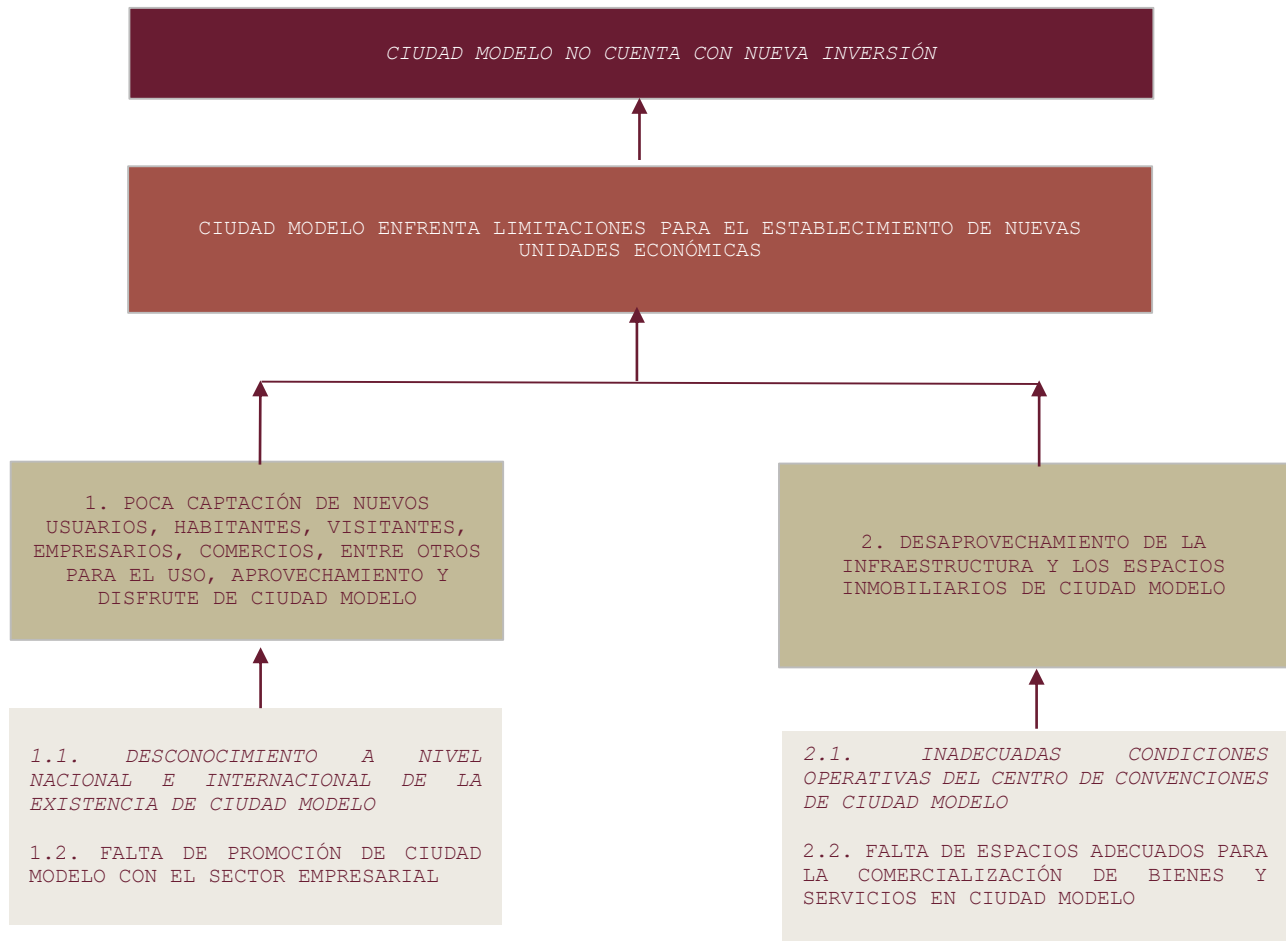 CIUDAD MODELO NO CUENTA CON NUEVA INVERSIÓN
CIUDAD MODELO ENFRENTA LIMITACIONES PARA EL ESTABLECIMIENTO DE NUEVAS
UNIDADES ECONÓMICAS
1. POCA CAPTACIÓN DE NUEVOS
USUARIOS, HABITANTES, VISITANTES,
EMPRESARIOS, COMERCIOS, ENTRE OTROS
PARA EL USO, APROVECHAMIENTO Y
DISFRUTE DE CIUDAD MODELO
2. DESAPROVECHAMIENTO DE LA
INFRAESTRUCTURA Y LOS ESPACIOS
INMOBILIARIOS DE CIUDAD MODELO
1.1. DESCONOCIMIENTO A NIVEL
NACIONAL E INTERNACIONAL DE LA
EXISTENCIA DE CIUDAD MODELO
1.2. FALTA DE PROMOCIÓN DE CIUDAD
MODELO CON EL SECTOR EMPRESARIAL
2.1. INADECUADAS CONDICIONES
OPERATIVAS DEL CENTRO DE CONVENCIONES
DE CIUDAD MODELO
2.2. FALTA DE ESPACIOS ADECUADOS PARA
LA COMERCIALIZACIÓN DE BIENES Y
SERVICIOS EN CIUDAD MODELO